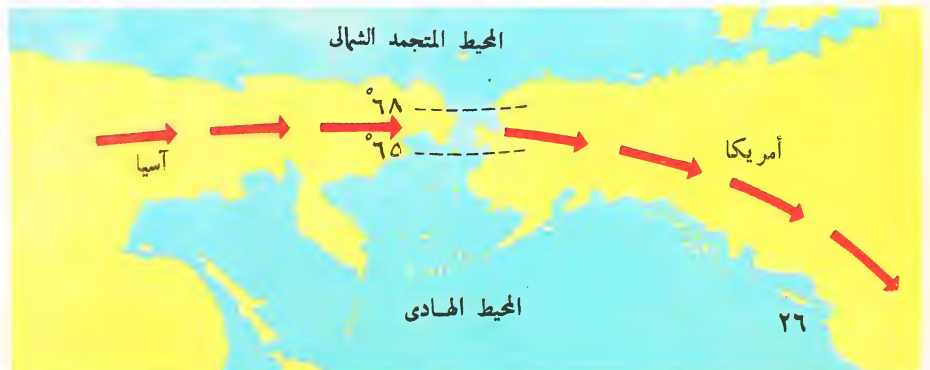 المحيط المتجمد الشمالى
°٦٨
°٦٥
أمريكا
آسيا
المحيط الهادى
٢٦